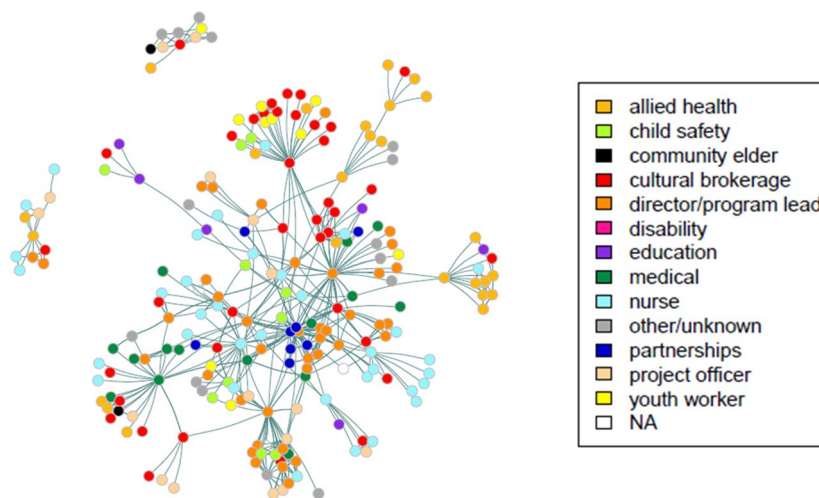 allied health
child safety
community elder
cultural brokerage
director/program lead
disability
education
medical
nurse
other/unknown
partnerships
project officer
youth worker
NA